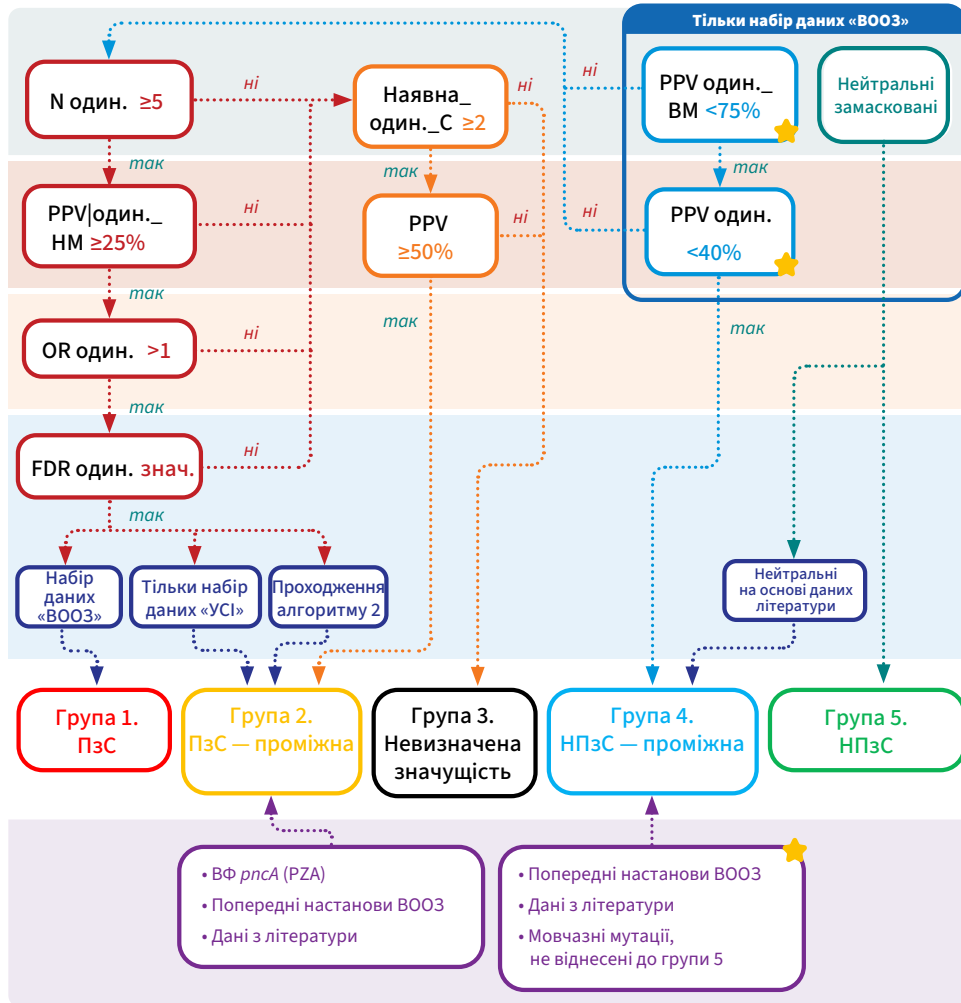 Тільки набір даних «ВООЗ»
N один. ≥5
ні
Наявна_
один._С ≥2
ні
ні
PPV один._
ВМ <75%
Нейтральні
замасковані
так
так
так
PPV|один._
НМ ≥25%
ні
PPV
≥50%
ні
ні
PPV один.
<40%
так
так
так
OR один. >1
ні
так
FDR один. знач.
ні
так
Набір
даних
«ВООЗ»
Тільки набір
даних «УСІ»
Проходження
алгоритму 2
Нейтральні
на основі даних
літератури
Група 1.
ПзС
Група 2.
ПзС — проміжна
Група 3.
Невизначена
значущість
Група 4.
НПзС — проміжна
Група 5.
НПзС
• ВФ pncA (PZA)
• Попередні настанови ВООЗ
• Дані з літератури
• Попередні настанови ВООЗ
• Дані з літератури
• Мовчазні мутації,
не віднесені до групи 5